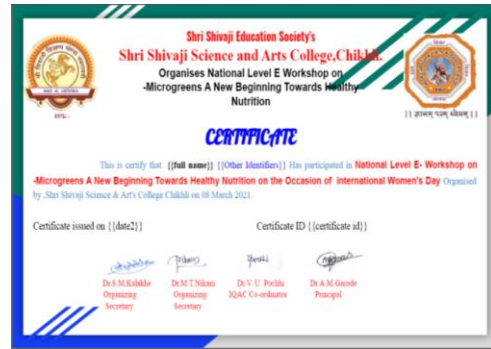 Shri Shivaji Education Society's
Shri Shivaji Science and Arts College,Chikhli.
Organises National Level E Workshop on
-Microgreens A New Beginning Towards Healthy
Nutrition
CERTIFICATE
This is certify that {{full name}} {{Other Identifiers}} Has participated in National Level E- Workshop on
-Microgreens A New Beginning Towards Healthy Nutrition on the Occasion of international Women's Day Organised
by ,Shri Shivaji Science & Art's College Chikhli on 08 March 2021.
Certificate issued on {{date2}} Certificate ID {{certificate id}}
Dr.S.M.Kalakhe Dr.M.T.Nikam Dr.V. U. Pochhi Dr.A.M.Garode
Organizing Organizing IQAC Co-ordinator Principal
Secretary Secretary